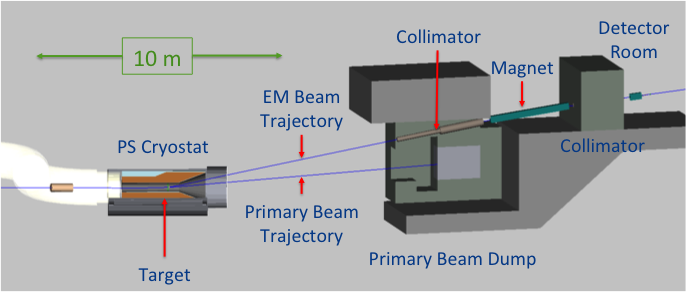 10 m
Collimator
Detector
Room
Magnet
EM Beam
Trajectory
PS Cryostat
Collimator
Primary Beam
Trajectory
Primary Beam Dump
Target